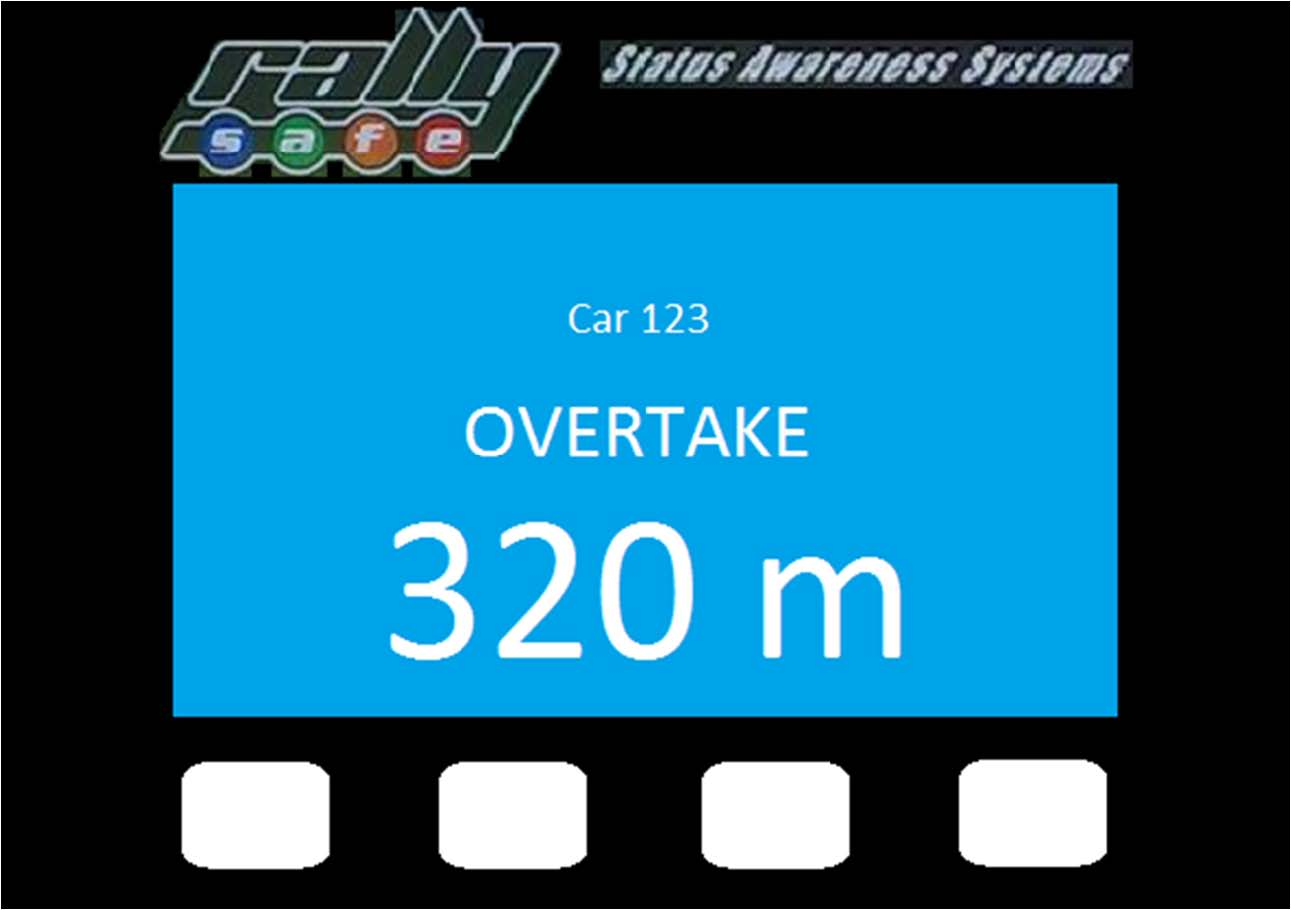 rally
safe
Status Awareness Systems
Car 123
OVERTAKE
320 m